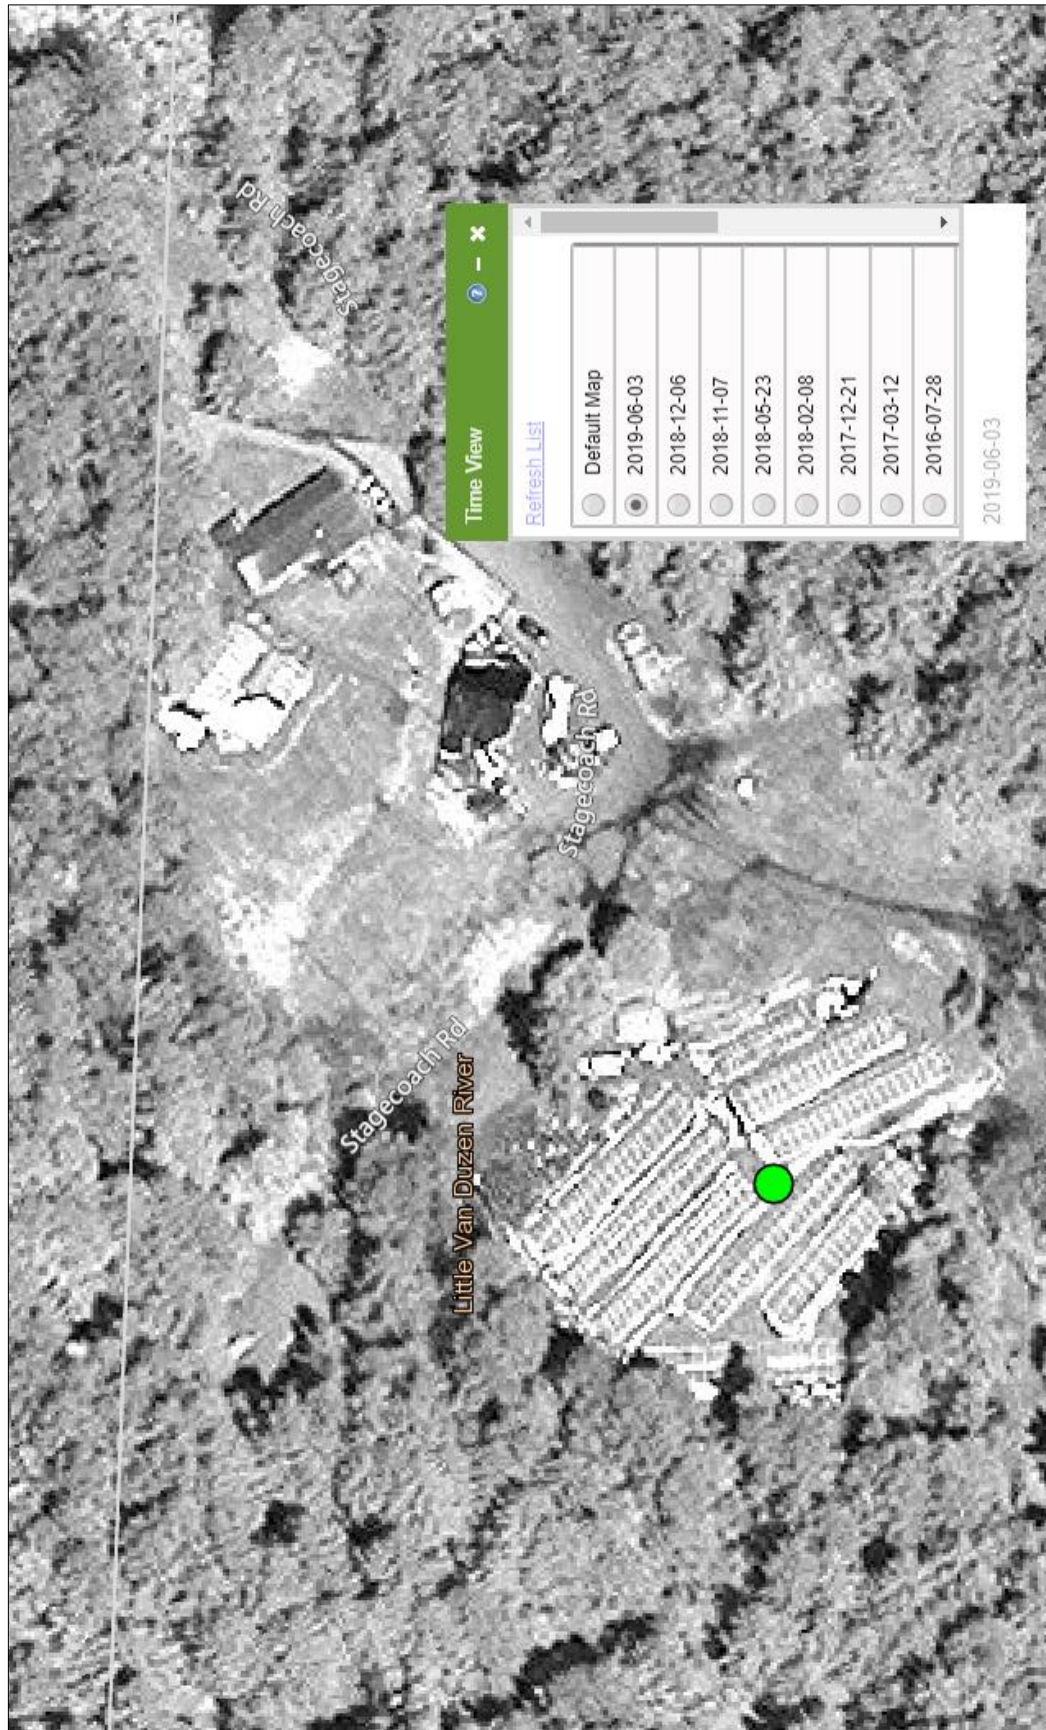 Stagecoach Rd
Stagecoach Rd
Stagecoach Rd
Little Van Duzen River
Time View
Refresh List
Default Map
2019-06-03
2018-12-06
2018-11-07
2018-05-23
2018-02-08
2017-12-21
2017-03-12
2016-07-28
2019-06-03